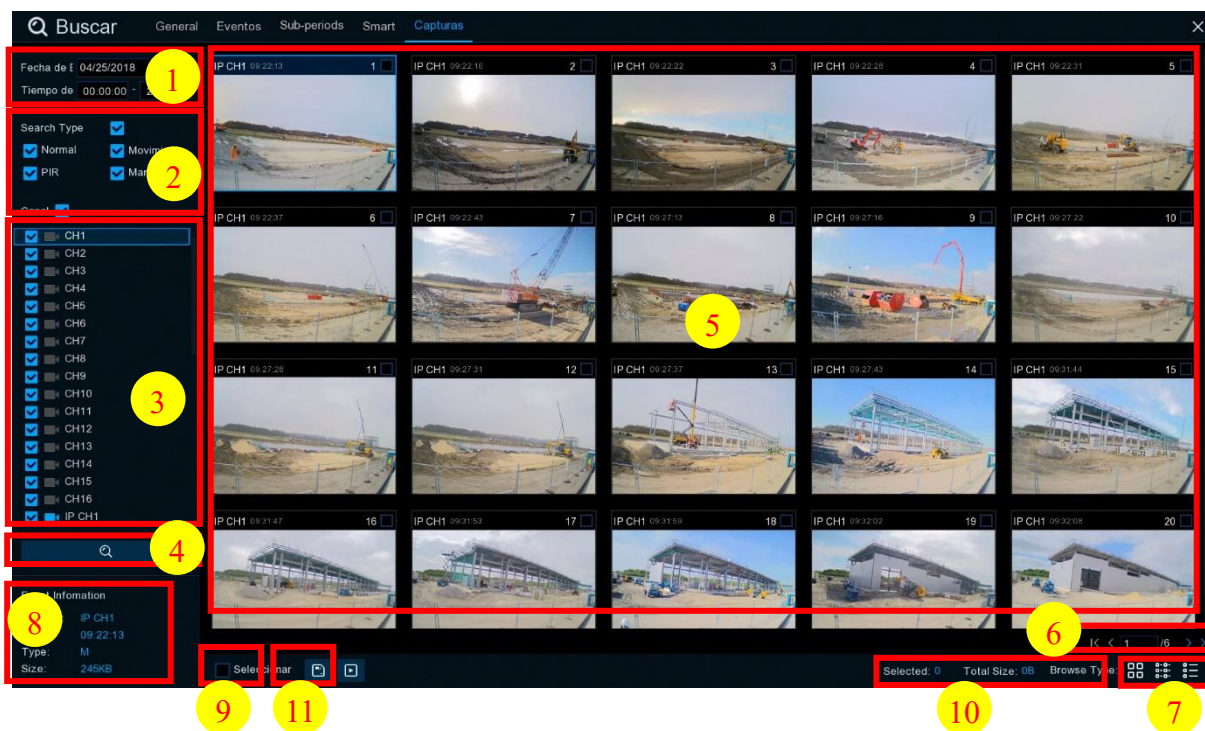 Buscar General Eventos Sub-periods Smart Capturas
Fecha de E 04/25/2018
Tiempo de 00:00:00 -
1
Search Type
Normal
PIR
2
CH1
CH2
CH3
CH4
CH5
CH6
CH7
CH8
CH9
CH10
CH11
CH12
CH13
CH14
CH15
CH16
IP CH1
3
4
IP CH1
09:22:13
Type: M
Size: 245KB
8
IP CH1 09:22:13 1
IP CH1 09:22:16 2
IP CH1 09:22:22 3
IP CH1 09:22:28 4
IP CH1 09:22:31 5
IP CH1 09:22:37 6
IP CH1 09:22:43 7
IP CH1 09:27:13 8
IP CH1 09:27:16 9
IP CH1 09:27:22 10
5
IP CH1 09:27:28 11
IP CH1 09:27:31 12
IP CH1 09:27:37 13
IP CH1 09:27:43 14
IP CH1 09:31:44 15
IP CH1 09:31:47 16
IP CH1 09:31:53 17
IP CH1 09:31:59 18
IP CH1 09:32:02 19
IP CH1 09:32:08 20
6
1 /6
Seleccionar
Selected: 0 Total Size: 0B Browse Type:
9
11
10
7